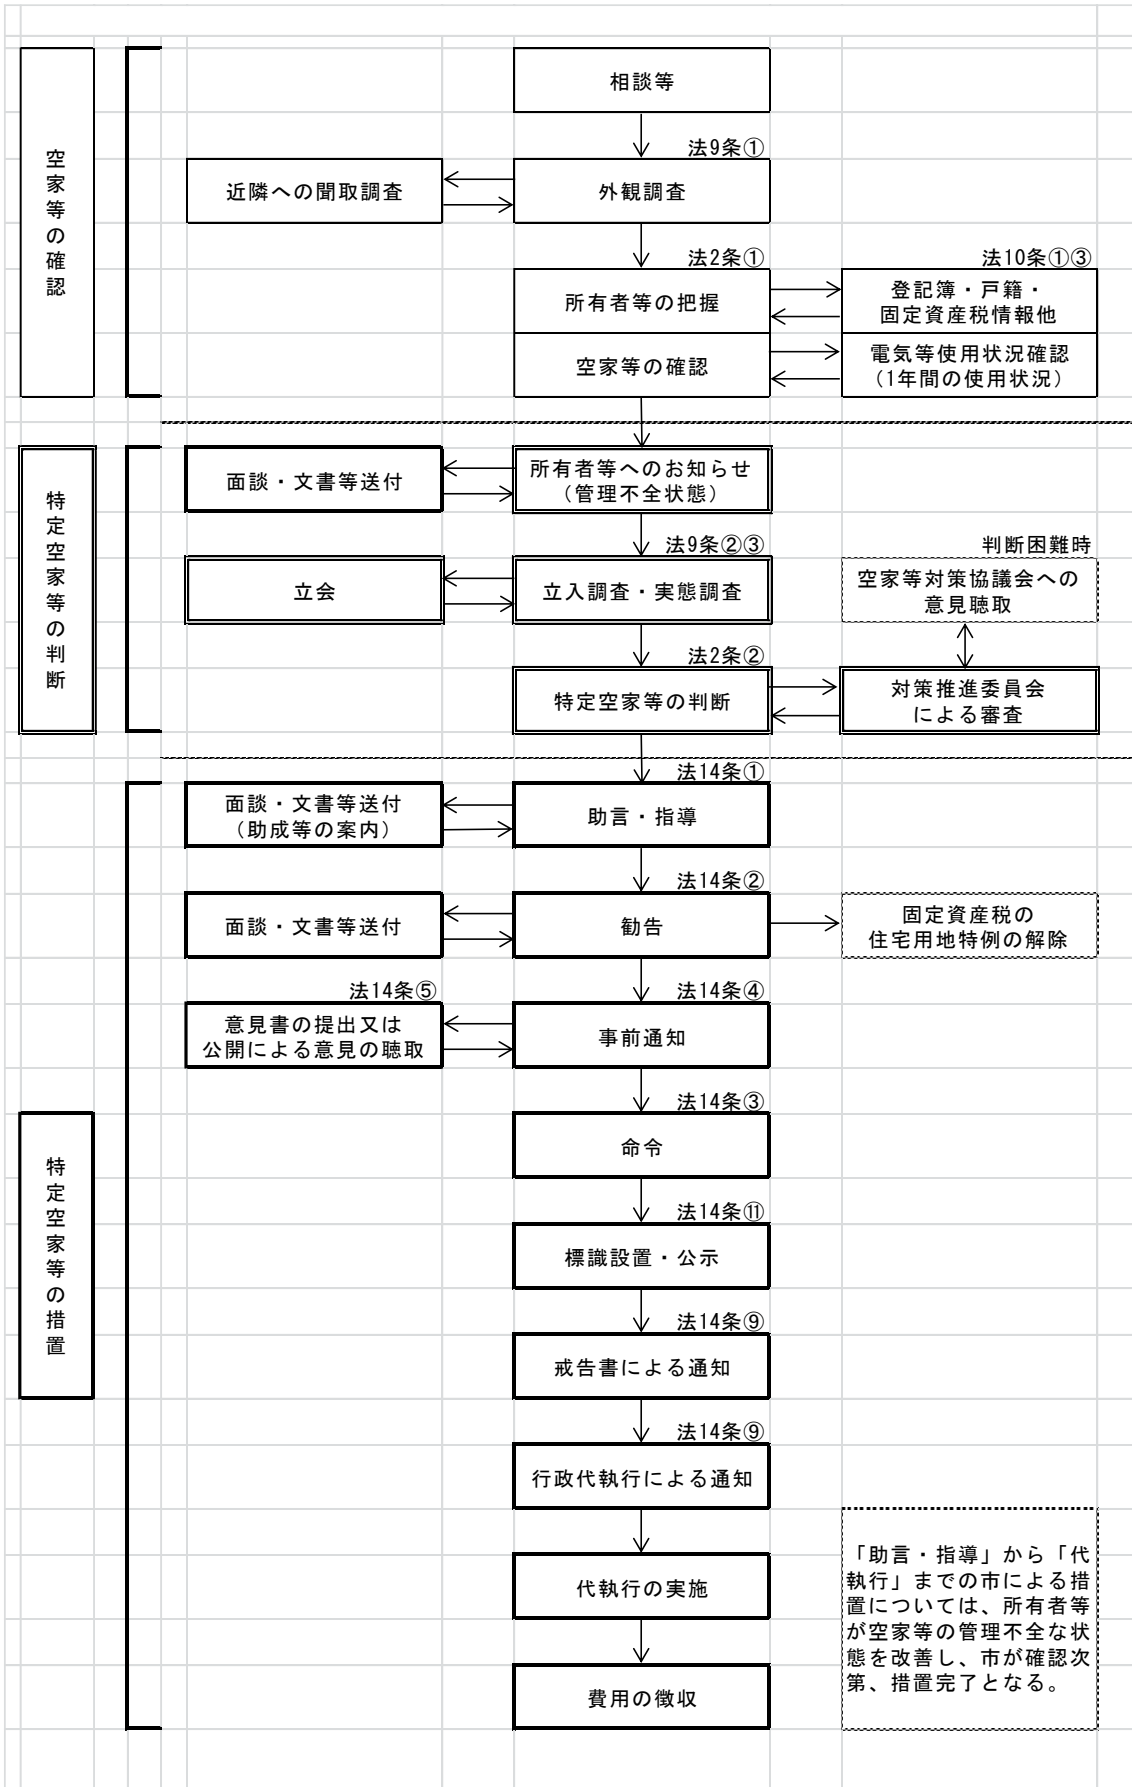 空家等の確認
相談等
法9条①
近隣への聞取調査
外観調査
法2条①
法10条①③
所有者等の把握
登記簿・戸籍・
固定資産税情報他
空家等の確認
電気等使用状況確認
(1年間の使用状況)
特定空家等の判断
面談・文書等送付
所有者等へのお知らせ
(管理不全状態)
法9条②③
判断困難時
立会
立入調査・実態調査
空家等対策協議会への
意見聴取
法2条②
特定空家等の判断
対策推進委員会
による審査
特定空家等の措置
法14条①
面談・文書等送付
(助成等の案内)
助言・指導
法14条②
面談・文書等送付
勧告
固定資産税の
住宅用地特例の解除
法14条⑤
法14条④
意見書の提出又は
公開による意見の聴取
事前通知
法14条③
命令
法14条⑪
標識設置・公示
法14条⑨
戒告書による通知
法14条⑨
行政代執行による通知
代執行の実施
費用の徴収
「助言・指導」から「代
執行」までの市による措
置については、所有者等
が空家等の管理不全な状
態を改善し、市が確認次
第、措置完了となる。